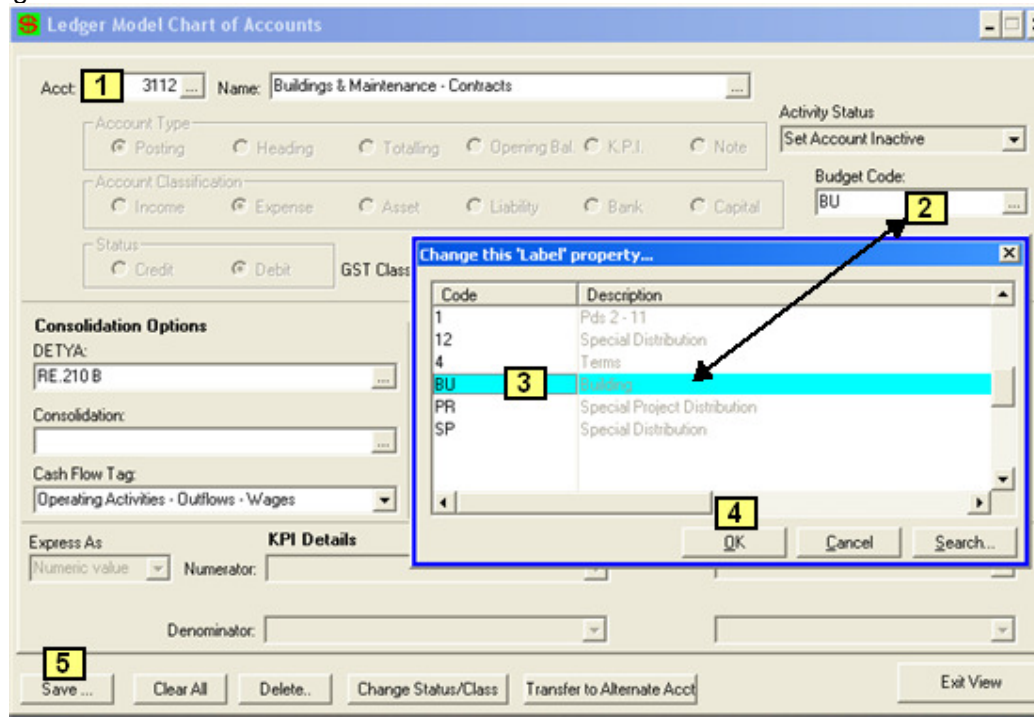 Ledger Model Chart of Accounts
Acct: 1 3112 ... Name: Buildings & Maintenance - Contracts ...
Activity Status
Set Account Inactive
Account Type
Posting Heading Totalling Opening Bal. K.P.I. Note
Budget Code:
BU 2 ...
Account Classification
Income Expense Asset Liability Bank Capital
Status
Credit Debit GST Class
Change this 'Label' property...
Code Description
1 Pds 2 - 11
12 Special Distribution
4 Terms
BU 3 Building
PR Special Project Distribution
SP Special Distribution
4
OK Cancel Search...
Consolidation Options
DETYA:
RE.210 B ...
Consolidation:
...
Cash Flow Tag:
Operating Activities - Outflows - Wages
Express As KPI Details
Numeric value Numerator:
Denominator:
5
Save ... Clear All Delete.. Change Status/Class Transfer to Alternate Acct Exit View